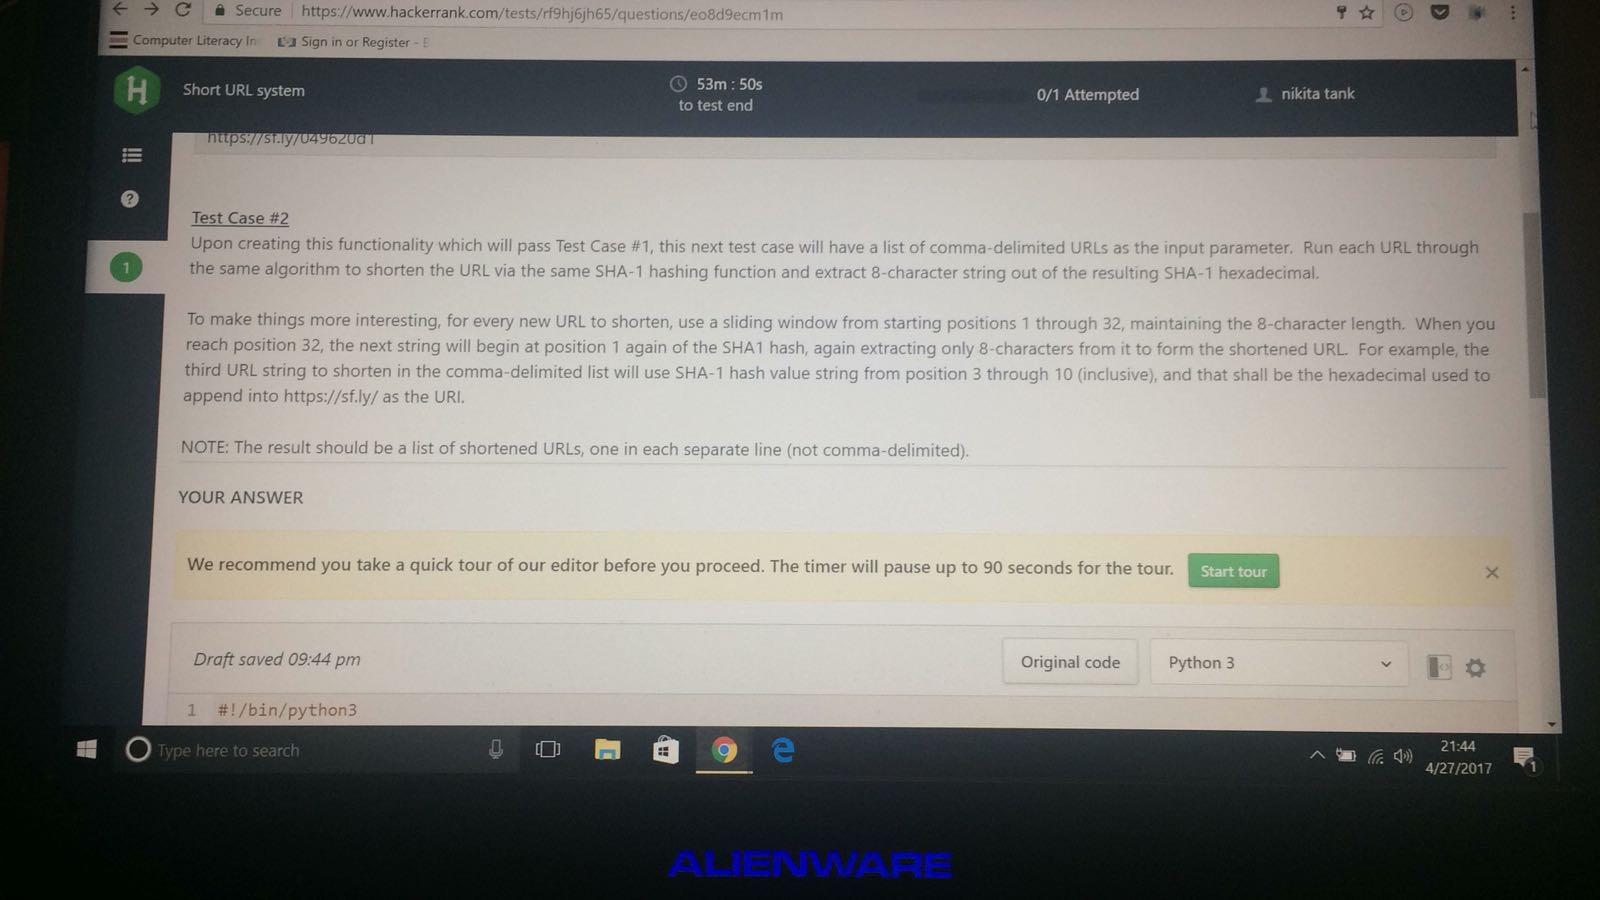 Secure https://www.hackerrank.com/tests/rf9hj6jh65/questions/eo8d9ecm1m
Computer Literacy In Sign in or Register - E
H Short URL system 53m : 50s to test end 0/1 Attempted nikita tank
https://sf.ly/049620d1
?
1
Test Case #2
Upon creating this functionality which will pass Test Case #1, this next test case will have a list of comma-delimited URLs as the input parameter. Run each URL through
the same algorithm to shorten the URL via the same SHA-1 hashing function and extract 8-character string out of the resulting SHA-1 hexadecimal.
To make things more interesting, for every new URL to shorten, use a sliding window from starting positions 1 through 32, maintaining the 8-character length. When you
reach position 32, the next string will begin at position 1 again of the SHA1 hash, again extracting only 8-characters from it to form the shortened URL. For example, the
third URL string to shorten in the comma-delimited list will use SHA-1 hash value string from position 3 through 10 (inclusive), and that shall be the hexadecimal used to
append into https://sf.ly/ as the URI.
NOTE: The result should be a list of shortened URLs, one in each separate line (not comma-delimited).
YOUR ANSWER
We recommend you take a quick tour of our editor before you proceed. The timer will pause up to 90 seconds for the tour. Start tour
Draft saved 09:44 pm Original code Python 3
1 #!/bin/python3
Type here to search 21:44
4/27/2017 1
ALIENWARE